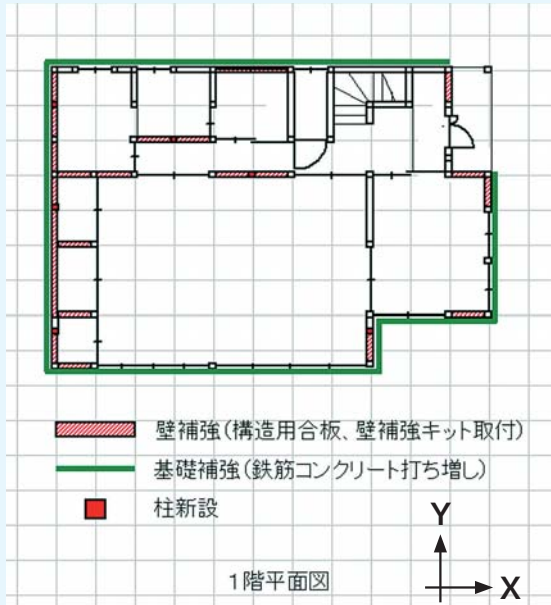 壁補強(構造用合板、壁補強キット取付)
基礎補強(鉄筋コンクリート打ち増し)
柱新設
1階平面図
Y
X